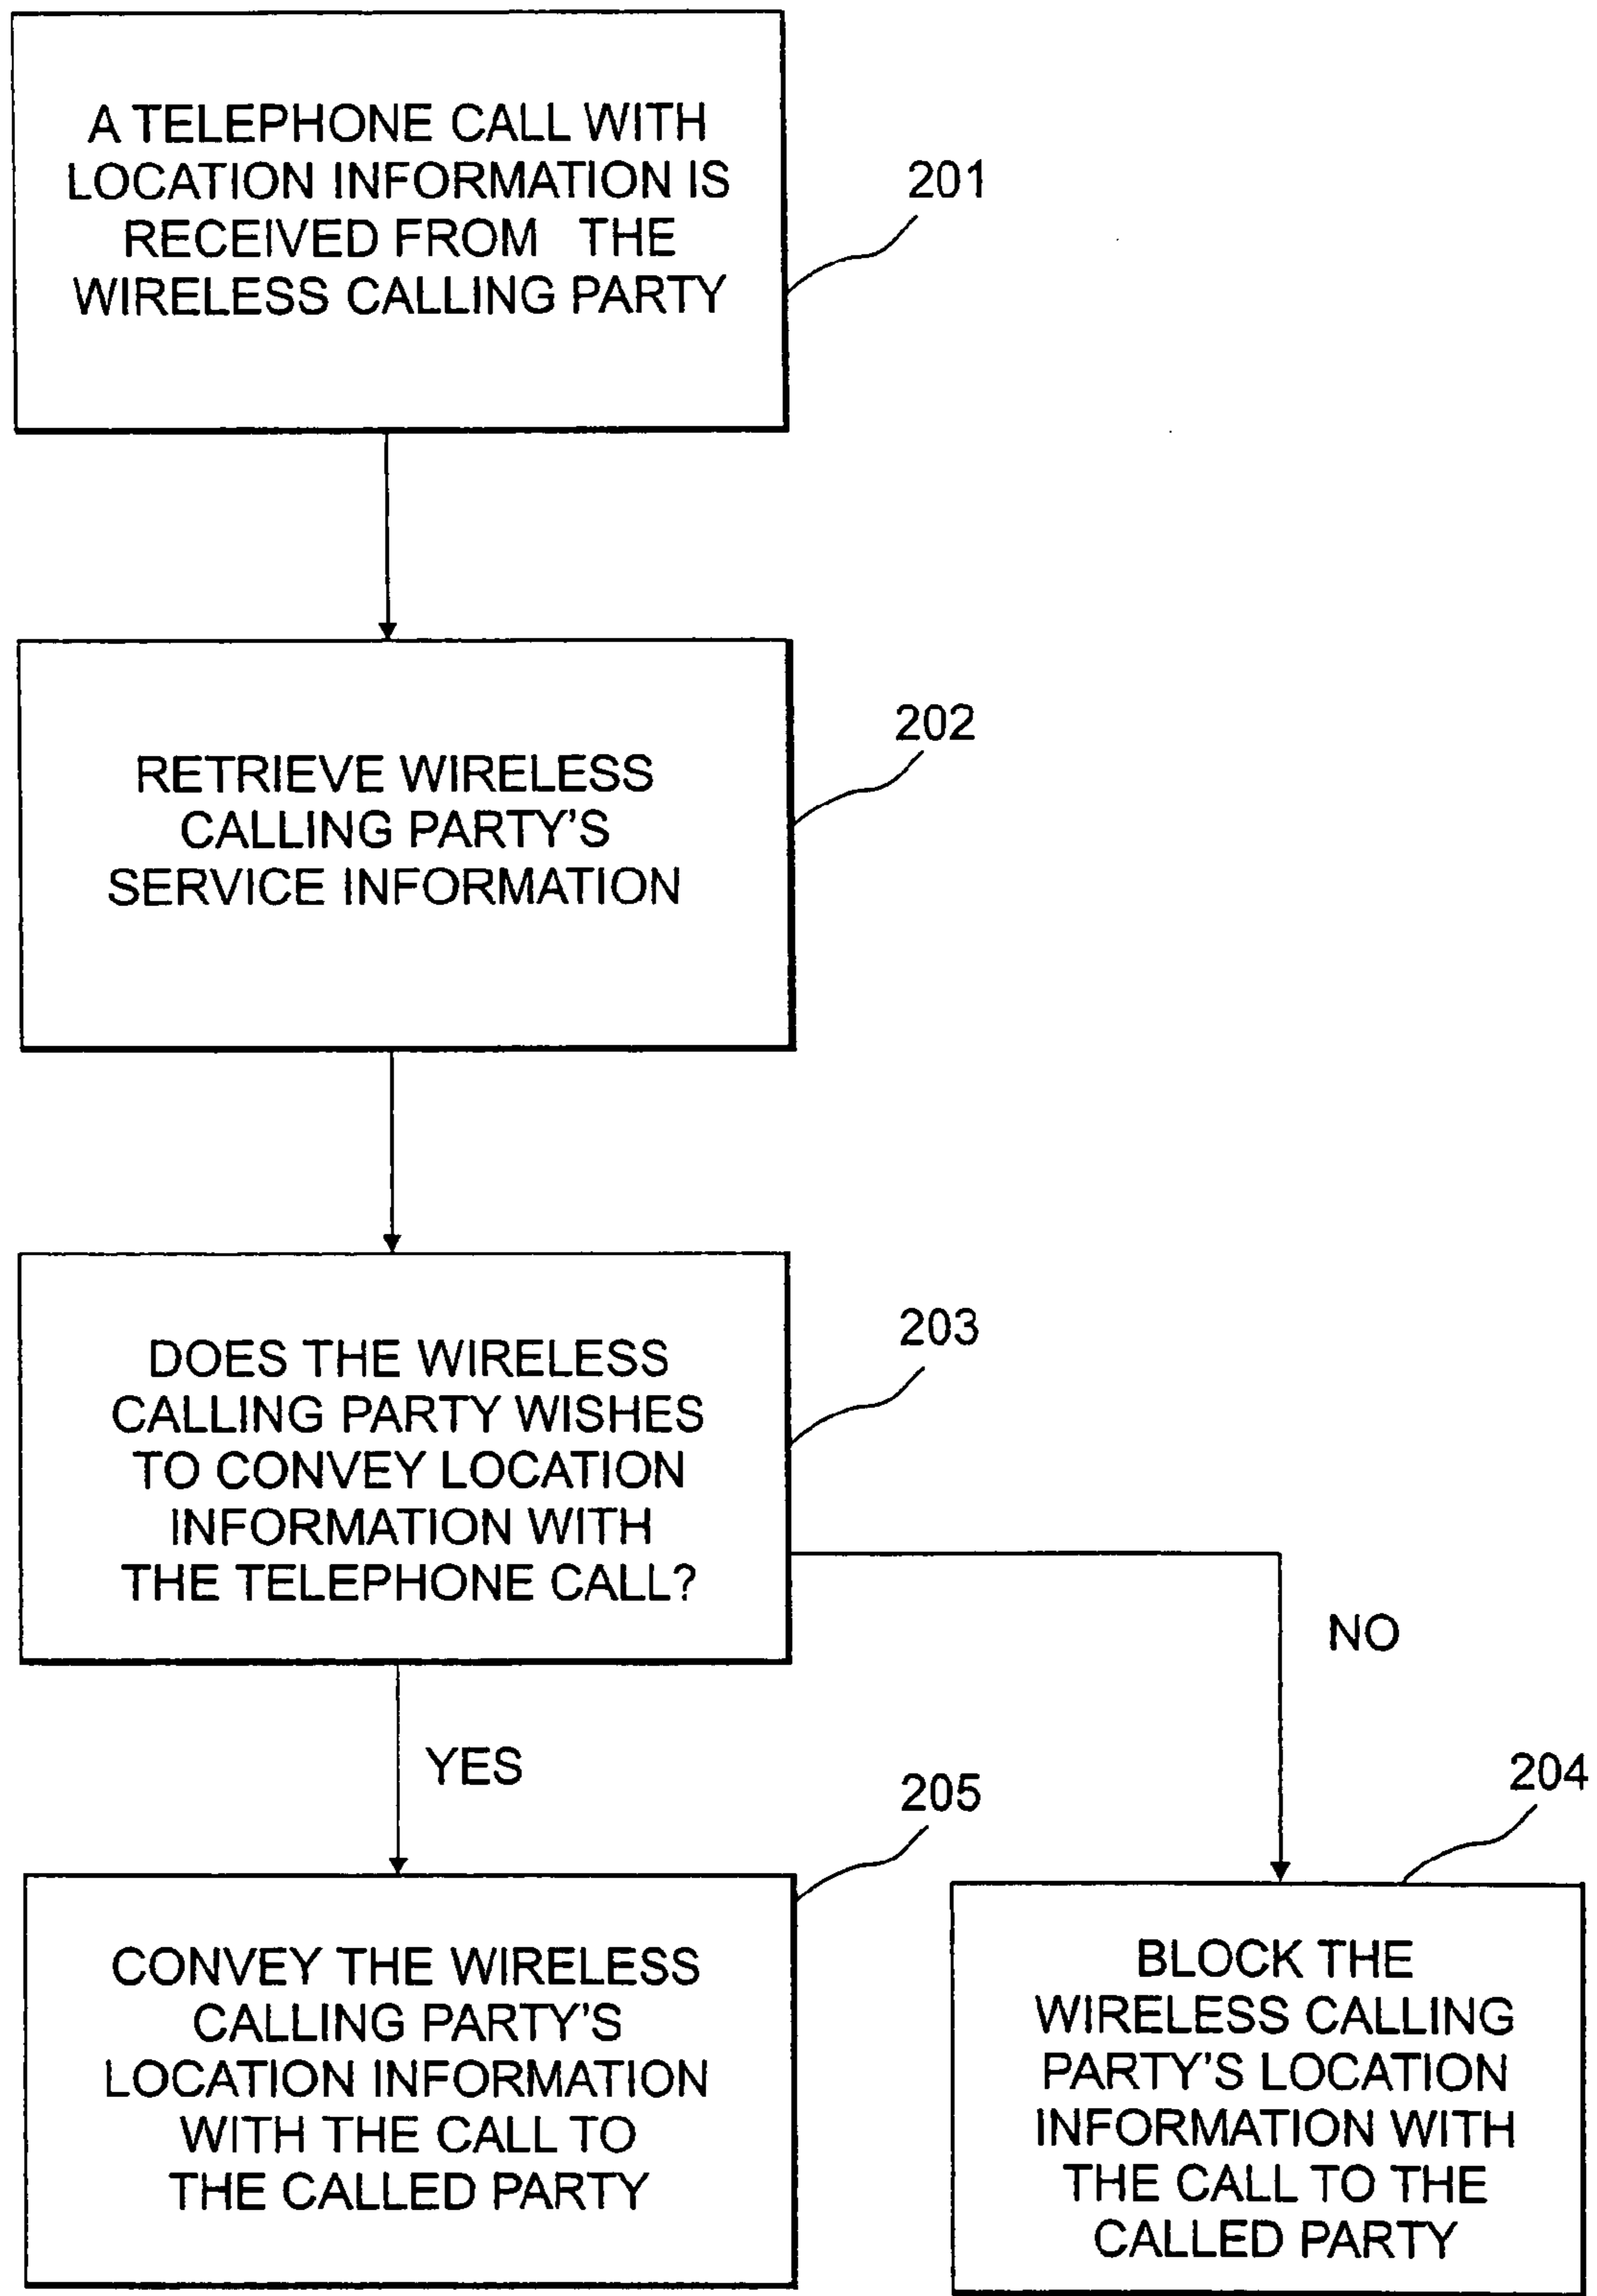 A TELEPHONE CALL WITH
LOCATION INFORMATION IS
RECEIVED FROM THE
WIRELESS CALLING PARTY
201
RETRIEVE WIRELESS
CALLING PARTY'S
SERVICE INFORMATION
202
DOES THE WIRELESS
CALLING PARTY WISHES
TO CONVEY LOCATION
INFORMATION WITH
THE TELEPHONE CALL?
203
NO
YES
205
CONVEY THE WIRELESS
CALLING PARTY'S
LOCATION INFORMATION
WITH THE CALL TO
THE CALLED PARTY
204
BLOCK THE
WIRELESS CALLING
PARTY'S LOCATION
INFORMATION WITH
THE CALL TO THE
CALLED PARTY